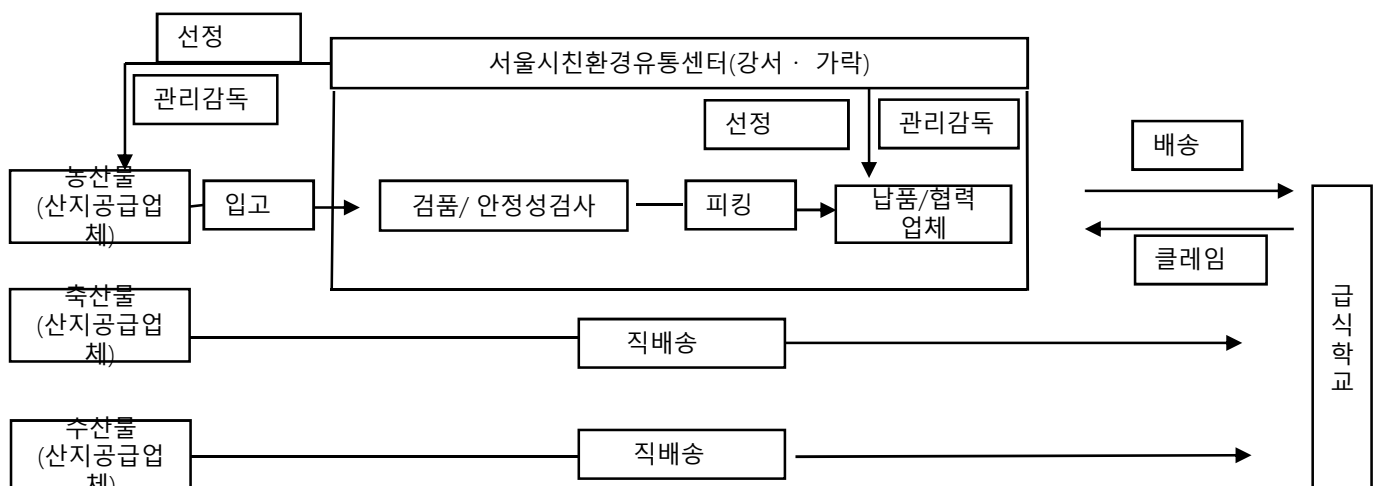 선정
서울시친환경유통센터(강서 · 가락)
관리감독
선정
관리감독
배송
농산물
(산지공급업
체)
입고
검품/ 안정성검사
피킹
납품/협력
업체
클레임
축산물
(산지공급업
체)
직배송
급
식
학
교
수산물
(산지공급업
체)
직배송